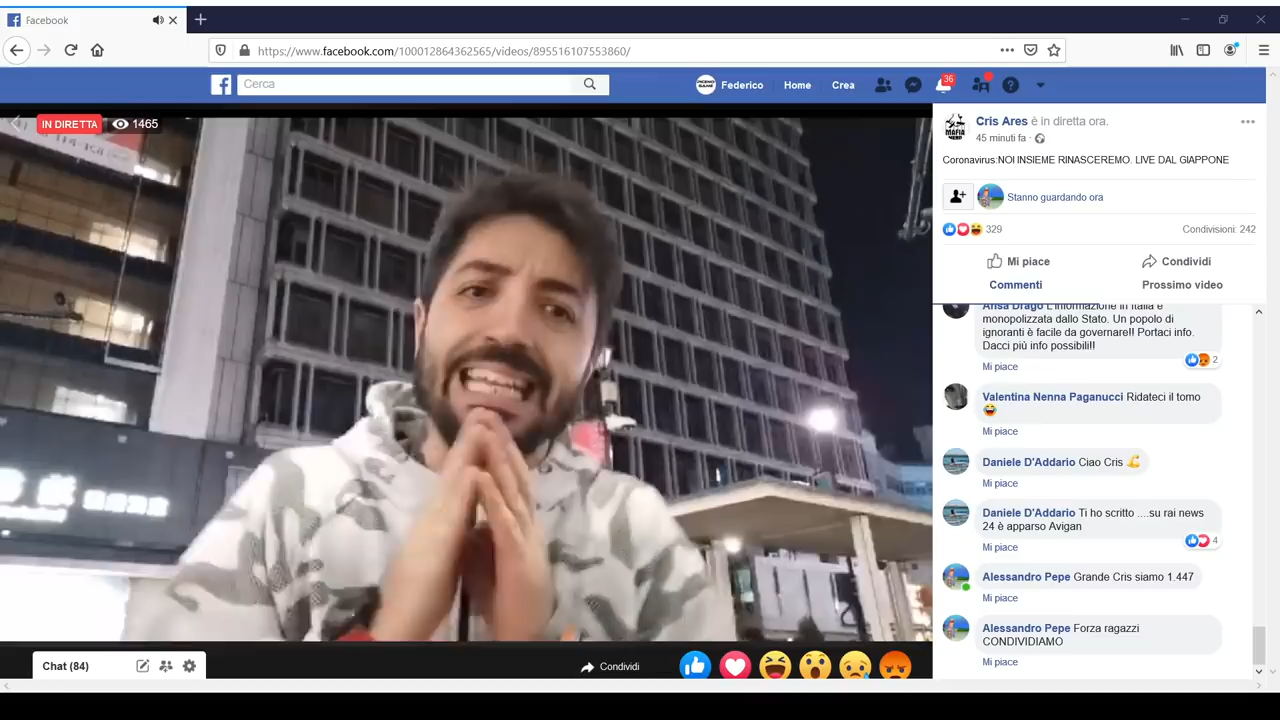 Facebook
https://www.facebook.com/100012864362565/videos/895516107553860/
Cerca
Federico
Home
Crea
36
IN DIRETTA
1465
MAFIA
Cris Ares è in diretta ora.
45 minuti fa ·
Coronavirus:NOI INSIEME RINASCEREMO. LIVE DAL GIAPPONE
Stanno guardando ora
329
Condivisioni: 242
Mi piace
Condividi
Commenti
Prossimo video
Ansa Drago L'informazione in Italia è
monopolizzata dallo Stato. Un popolo di
ignoranti è facile da governare!! Portaci info.
Dacci più info possibili!!
2
Mi piace
Valentina Nenna Paganucci Ridateci il tomo
Mi piace
Daniele D'Addario Ciao Cris
Mi piace
Daniele D'Addario Ti ho scritto ....su rai news
24 è apparso Avigan
4
Mi piace
Alessandro Pepe Grande Cris siamo 1.447
Mi piace
Alessandro Pepe Forza ragazzi
CONDIVIDIAMO
Mi piace
Chat (84)
Condividi